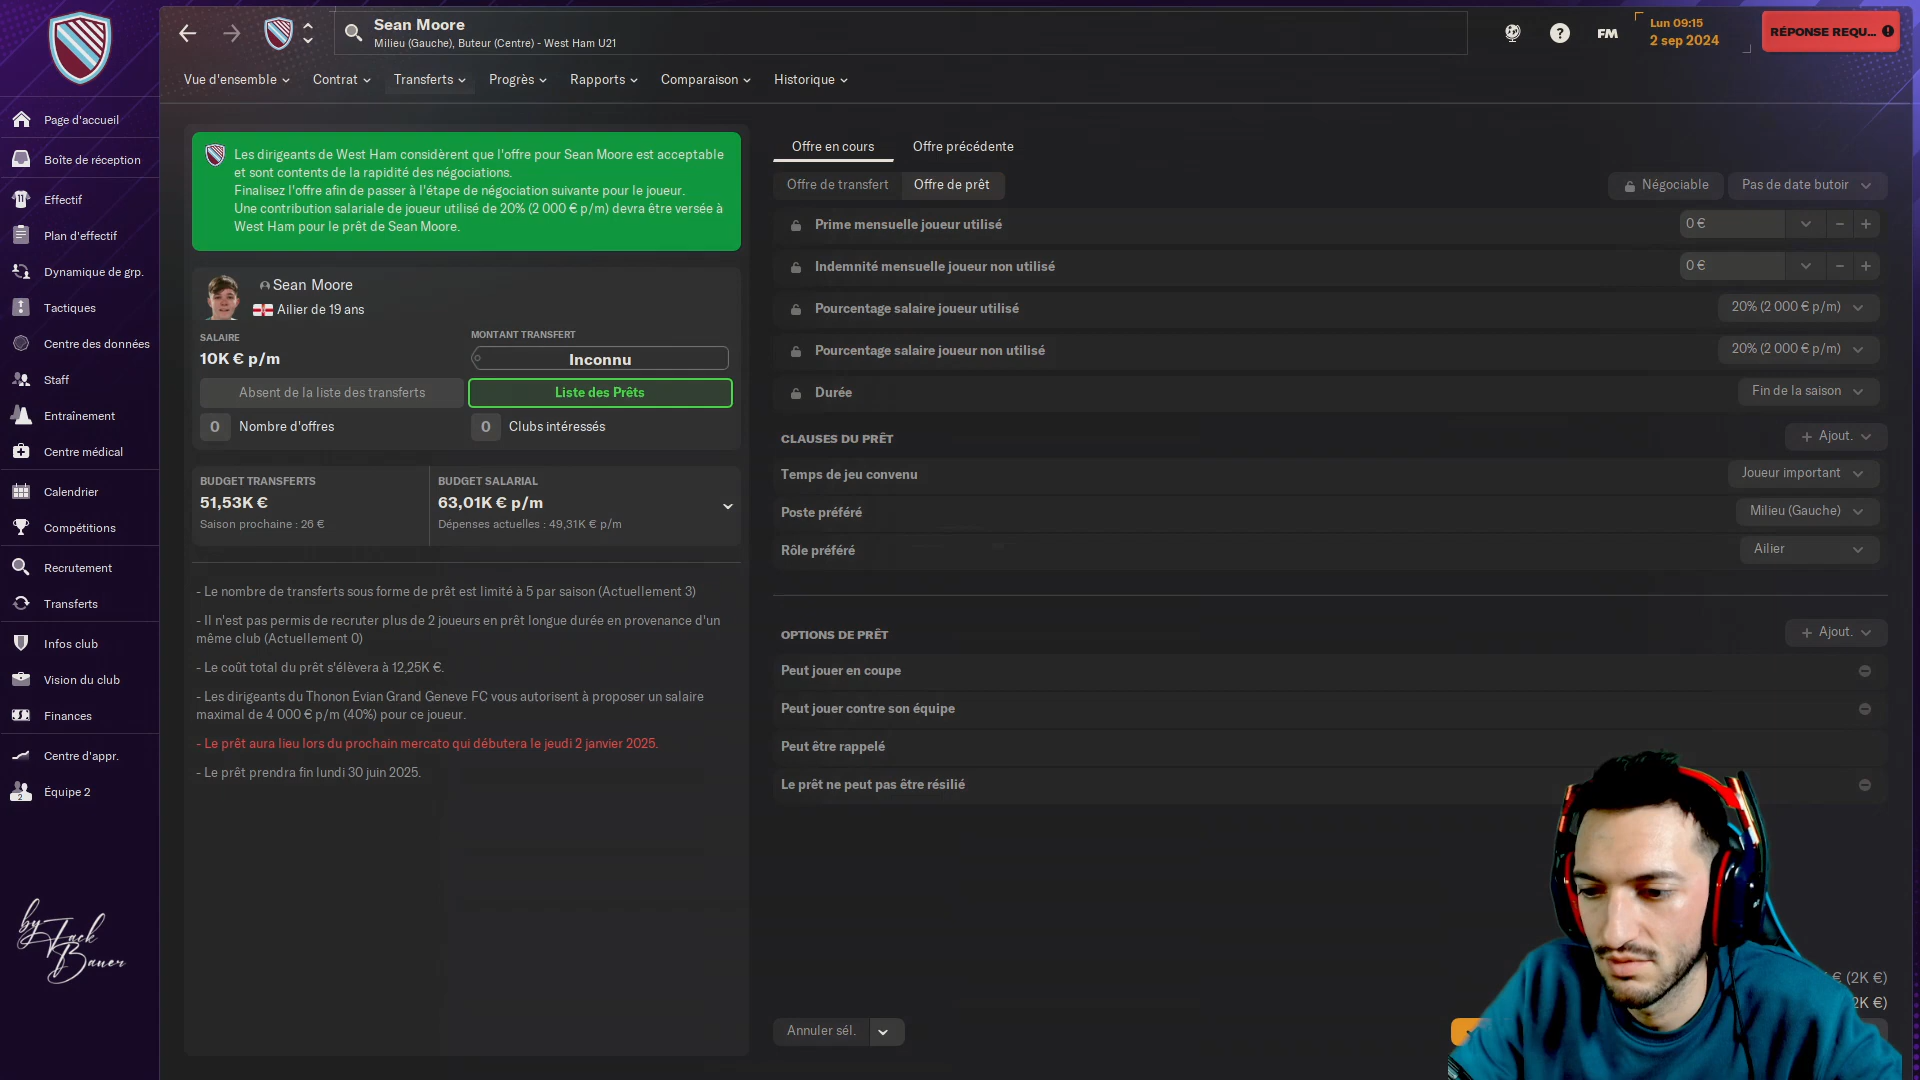 Sean Moore
Milieu (Gauche), Buteur (Centre) - West Ham U21
FM
Lun 09:15
2 sep 2024
RÉPONSE REQU...
Vue d'ensemble
Contrat
Transferts
Progrès
Rapports
Comparaison
Historique
Page d'accueil
Boîte de réception
Effectif
Plan d'effectif
Dynamique de grp.
Tactiques
Centre des données
Staff
Entraînement
Centre médical
Calendrier
Compétitions
Recrutement
Transferts
Infos club
Vision du club
Finances
Centre d'appr.
Équipe 2
by Jack
Bauer
Les dirigeants de West Ham considèrent que l'offre pour Sean Moore est acceptable
et sont contents de la rapidité des négociations.
Finalisez l'offre afin de passer à l'étape de négociation suivante pour le joueur.
Une contribution salariale de joueur utilisé de 20% (2 000 € p/m) devra être versée à
West Ham pour le prêt de Sean Moore.
Sean Moore
Ailier de 19 ans
SALAIRE
10K € p/m
MONTANT TRANSFERT
Inconnu
Absent de la liste des transferts
Liste des Prêts
0 Nombre d'offres
0 Clubs intéressés
BUDGET TRANSFERTS
51,53K €
Saison prochaine : 26 €
BUDGET SALARIAL
63,01K € p/m
Dépenses actuelles : 49,31K € p/m
- Le nombre de transferts sous forme de prêt est limité à 5 par saison (Actuellement 3)
- Il n'est pas permis de recruter plus de 2 joueurs en prêt longue durée en provenance d'un
même club (Actuellement 0)
- Le coût total du prêt s'élèvera à 12,25K €.
- Les dirigeants du Thonon Evian Grand Geneve FC vous autorisent à proposer un salaire
maximal de 4 000 € p/m (40%) pour ce joueur.
- Le prêt aura lieu lors du prochain mercato qui débutera le jeudi 2 janvier 2025.
- Le prêt prendra fin lundi 30 juin 2025.
Offre en cours
Offre précédente
Offre de transfert
Offre de prêt
Négociable
Pas de date butoir
Prime mensuelle joueur utilisé
0 €
Indemnité mensuelle joueur non utilisé
0 €
Pourcentage salaire joueur utilisé
20% (2 000 € p/m)
Pourcentage salaire joueur non utilisé
20% (2 000 € p/m)
Durée
Fin de la saison
CLAUSES DU PRÊT
+ Ajout.
Temps de jeu convenu
Joueur important
Poste préféré
Milieu (Gauche)
Rôle préféré
Ailier
OPTIONS DE PRÊT
+ Ajout.
Peut jouer en coupe
Peut jouer contre son équipe
Peut être rappelé
Le prêt ne peut pas être résilié
€ (2K €)
2K €)
Annuler sél.